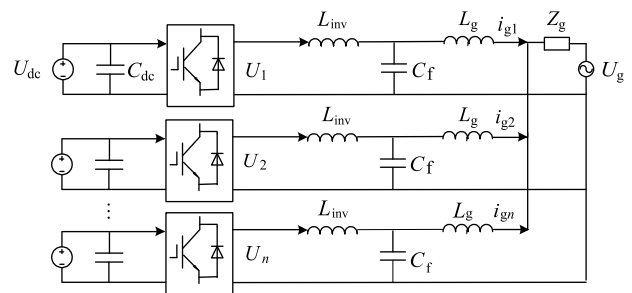 L_inv L_g i_g1 Z_g
U_dc C_dc U_1 C_f U_g
L_inv L_g i_g2
U_2 C_f
⋮ L_inv L_g i_gn
U_n C_f